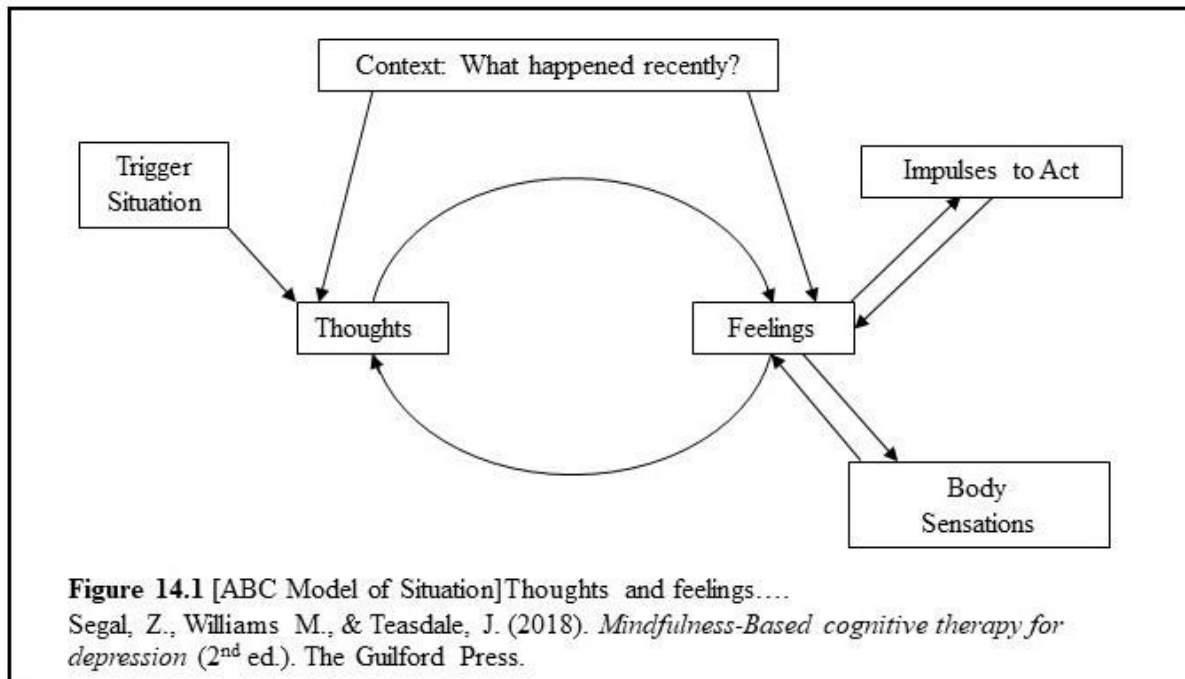 Context: What happened recently?
Trigger
Situation
Impulses to Act
Thoughts
Feelings
Body
Sensations
Figure 14.1 [ABC Model of Situation]Thoughts and feelings….
Segal, Z., Williams M., & Teasdale, J. (2018). Mindfulness-Based cognitive therapy for
depression (2nd ed.). The Guilford Press.